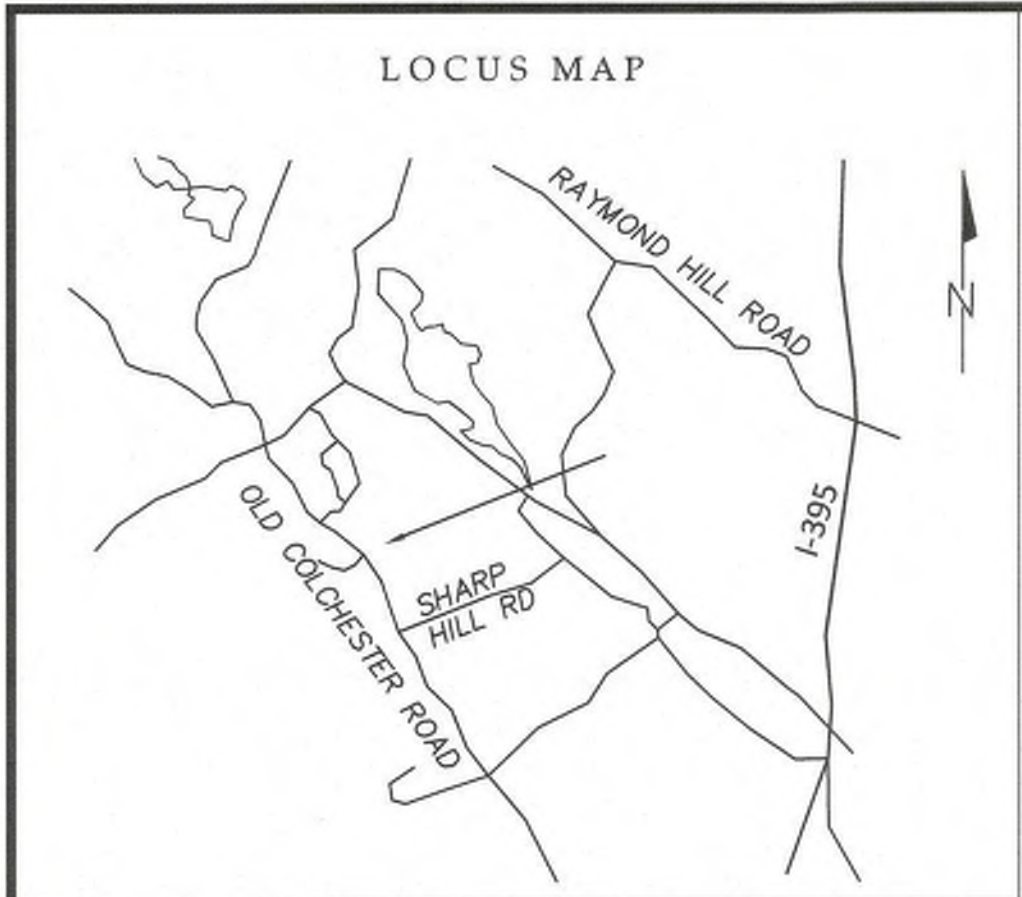 LOCUS MAP
RAYMOND HILL ROAD
N
I-395
OLD COLCHESTER ROAD
SHARP
HILL RD